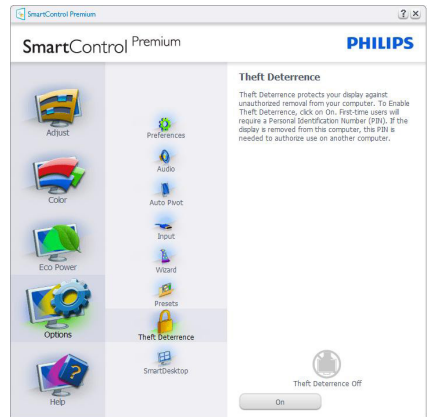 SmartControl Premium
SmartControl Premium
PHILIPS
Adjust
Color
Eco Power
Options
Help
Preferences
Audio
Auto Pivot
Input
Wizard
Presets
Theft Deterrence
SmartDesktop
Theft Deterrence
Theft Deterrence protects your display against
unauthorized removal from your computer. To Enable
Theft Deterrence, click on On. First-time users will
require a Personal Identification Number (PIN). If the
display is removed from this computer, this PIN is
needed to authorize use on another computer.
Theft Deterrence Off
On